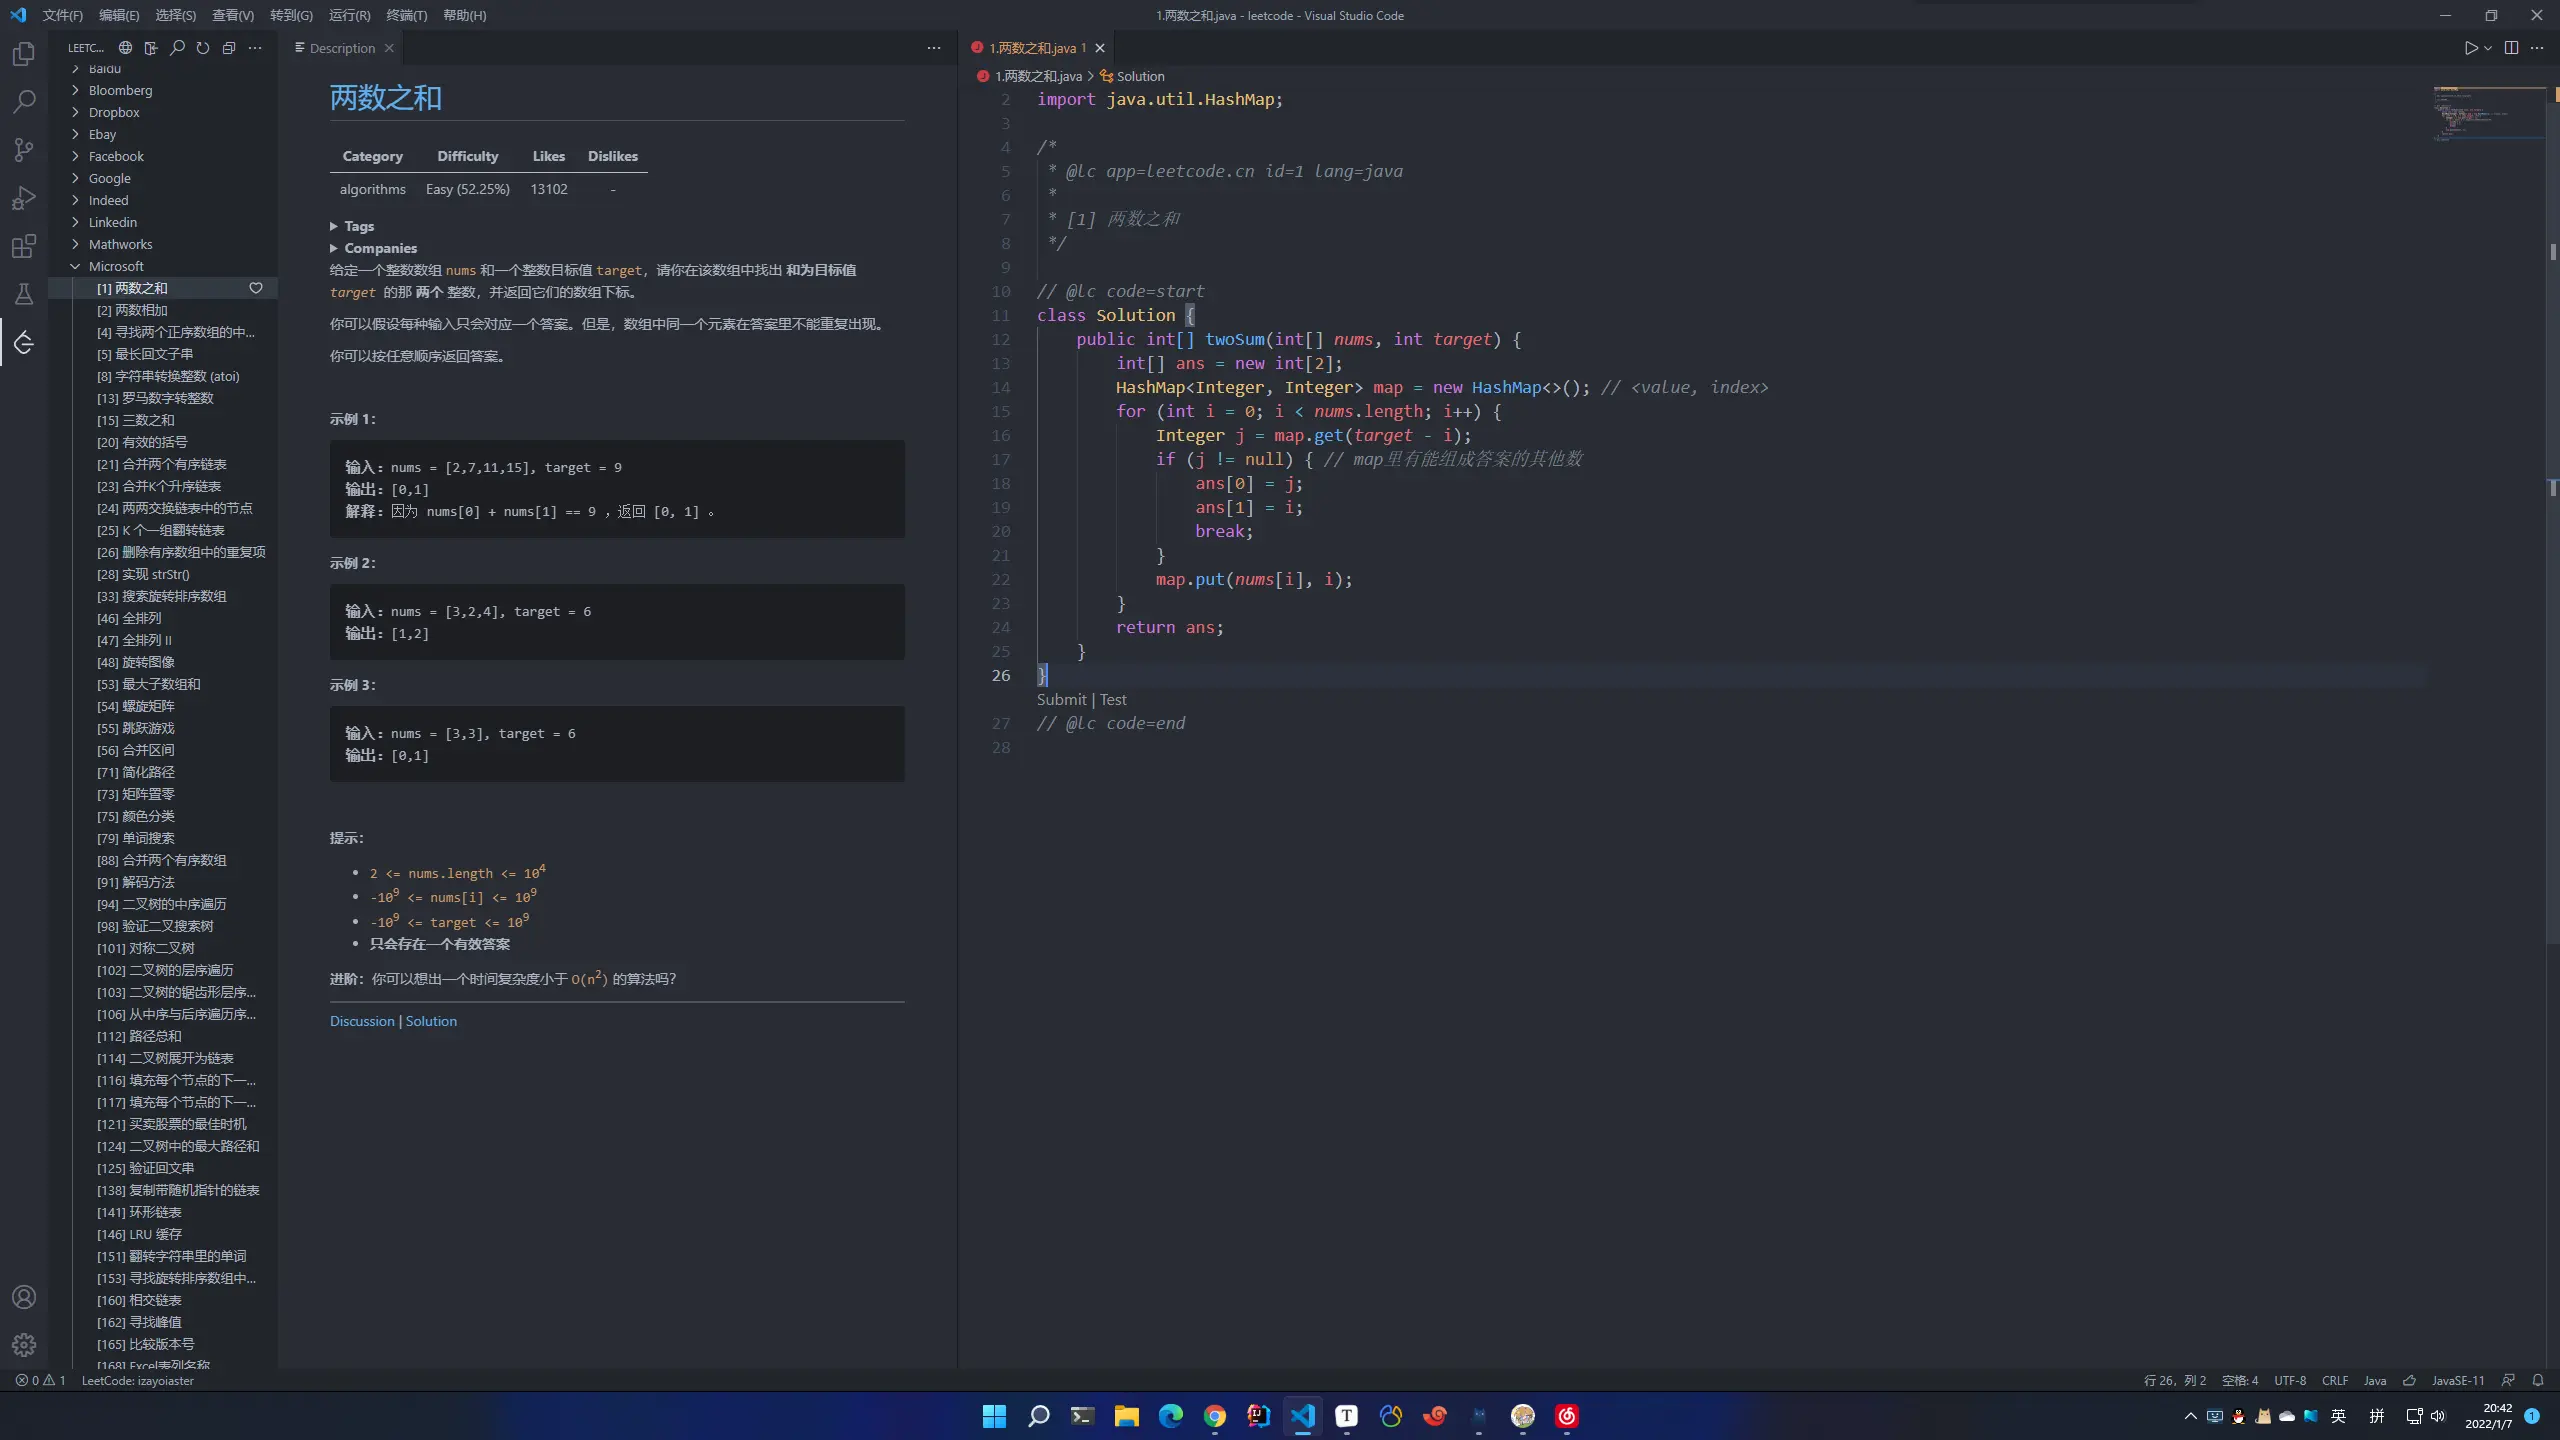 文件(F) 编辑(E) 选择(S) 查看(V) 转到(G) 运行(R) 终端(T) 帮助(H)
1.两数之和.java - leetcode - Visual Studio Code
LEETC...
Baidu
Bloomberg
Dropbox
Ebay
Facebook
Google
Indeed
Linkedin
Mathworks
Microsoft
[1] 两数之和
[2] 两数相加
[4] 寻找两个正序数组的中...
[5] 最长回文子串
[8] 字符串转换整数 (atoi)
[13] 罗马数字转整数
[15] 三数之和
[20] 有效的括号
[21] 合并两个有序链表
[23] 合并K个升序链表
[24] 两两交换链表中的节点
[25] K 个一组翻转链表
[26] 删除有序数组中的重复项
[28] 实现 strStr()
[33] 搜索旋转排序数组
[46] 全排列
[47] 全排列 II
[48] 旋转图像
[53] 最大子数组和
[54] 螺旋矩阵
[55] 跳跃游戏
[56] 合并区间
[71] 简化路径
[73] 矩阵置零
[75] 颜色分类
[79] 单词搜索
[88] 合并两个有序数组
[91] 解码方法
[94] 二叉树的中序遍历
[98] 验证二叉搜索树
[101] 对称二叉树
[102] 二叉树的层序遍历
[103] 二叉树的锯齿形层序...
[106] 从中序与后序遍历序...
[112] 路径总和
[114] 二叉树展开为链表
[116] 填充每个节点的下一...
[117] 填充每个节点的下一...
[121] 买卖股票的最佳时机
[124] 二叉树中的最大路径和
[125] 验证回文串
[138] 复制带随机指针的链表
[141] 环形链表
[146] LRU 缓存
[151] 翻转字符串里的单词
[153] 寻找旋转排序数组中...
[160] 相交链表
[162] 寻找峰值
[165] 比较版本号
[168] Excel表列名称
Description
两数之和
Category Difficulty Likes Dislikes
algorithms Easy (52.25%) 13102 -
Tags
Companies
给定一个整数数组 nums 和一个整数目标值 target，请你在该数组中找出 和为目标值
target 的那 两个 整数，并返回它们的数组下标。
你可以假设每种输入只会对应一个答案。但是，数组中同一个元素在答案里不能重复出现。
你可以按任意顺序返回答案。
示例 1：
输入：nums = [2,7,11,15], target = 9
输出：[0,1]
解释：因为 nums[0] + nums[1] == 9 ，返回 [0, 1] 。
示例 2：
输入：nums = [3,2,4], target = 6
输出：[1,2]
示例 3：
输入：nums = [3,3], target = 6
输出：[0,1]
提示：
• 2 <= nums.length <= 10⁴
• -10⁹ <= nums[i] <= 10⁹
• -10⁹ <= target <= 10⁹
• 只会存在一个有效答案
进阶：你可以想出一个时间复杂度小于 O(n²) 的算法吗？
Discussion | Solution
1.两数之和.java 1
1.两数之和.java > Solution
2 import java.util.HashMap;
3
4 /*
5 * @lc app=leetcode.cn id=1 lang=java
6 *
7 * [1] 两数之和
8 */
9
10 // @lc code=start
11 class Solution {
12 public int[] twoSum(int[] nums, int target) {
13 int[] ans = new int[2];
14 HashMap<Integer, Integer> map = new HashMap<>(); // <value, index>
15 for (int i = 0; i < nums.length; i++) {
16 Integer j = map.get(target - i);
17 if (j != null) { // map里有能组成答案的其他数
18 ans[0] = j;
19 ans[1] = i;
20 break;
21 }
22 map.put(nums[i], i);
23 }
24 return ans;
25 }
26 }
Submit | Test
27 // @lc code=end
28
0 1 LeetCode: izayoiaster
行 26，列 2 空格: 4 UTF-8 CRLF Java JavaSE-11
英 拼 20:42
2022/1/7 1